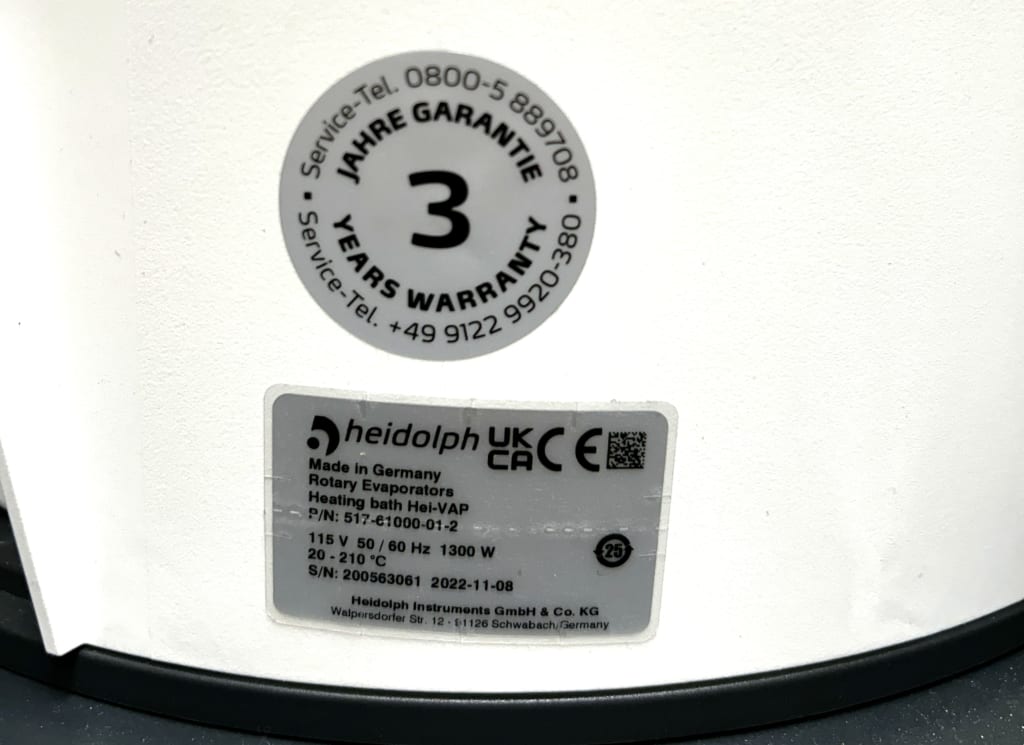 Service-Tel. 0800-5 889708
JAHRE GARANTIE
3
YEARS WARRANTY
Service-Tel. +49 9122 9920-380
heidolph UK CA CE
Made in Germany
Rotary Evaporators
Heating bath Hei-VAP
P/N: 517-61000-01-2
115 V 50 / 60 Hz 1300 W
20 - 210 °C
25
S/N: 200563061 2022-11-08
Heidolph Instruments GmbH & Co. KG
Walpersdorfer Str. 12 - 91126 Schwabach/Germany